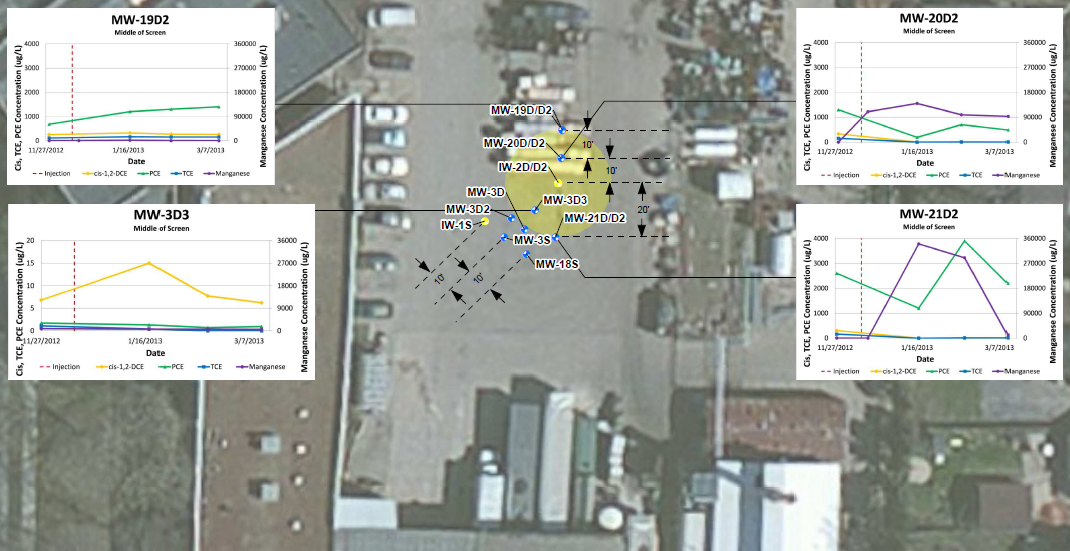 MW-19D2
Middle of Screen
Cis, TCE, PCE Concentration (ug/L)
Manganese Concentration (ug/L)
4000
3000
2000
1000
0
360000
270000
180000
90000
0
11/27/2012
1/16/2013
3/7/2013
Date
Injection
cis-1,2-DCE
PCE
TCE
Manganese
MW-20D2
Middle of Screen
Cis, TCE, PCE Concentration (ug/L)
Manganese Concentration (ug/L)
4000
3000
2000
1000
0
360000
270000
180000
90000
0
11/27/2012
1/16/2013
3/7/2013
Date
Injection
cis-1,2-DCE
PCE
TCE
Manganese
MW-19D/D2
10'
MW-20D/D2
10'
IW-2D/D2
MW-3D
20'
MW-3D3
MW-3D2
MW-21D/D2
IW-1S
MW-3S
MW-18S
10'
10'
MW-3D3
Middle of Screen
Cis, TCE, PCE Concentration (ug/L)
Manganese Concentration (ug/L)
20
15
10
5
0
36000
27000
18000
9000
0
11/27/2012
1/16/2013
3/7/2013
Date
Injection
cis-1,2-DCE
PCE
TCE
Manganese
MW-21D2
Middle of Screen
Cis, TCE, PCE Concentration (ug/L)
Manganese Concentration (ug/L)
4000
3000
2000
1000
0
360000
270000
180000
90000
0
11/27/2012
1/16/2013
3/7/2013
Date
Injection
cis-1,2-DCE
PCE
TCE
Manganese